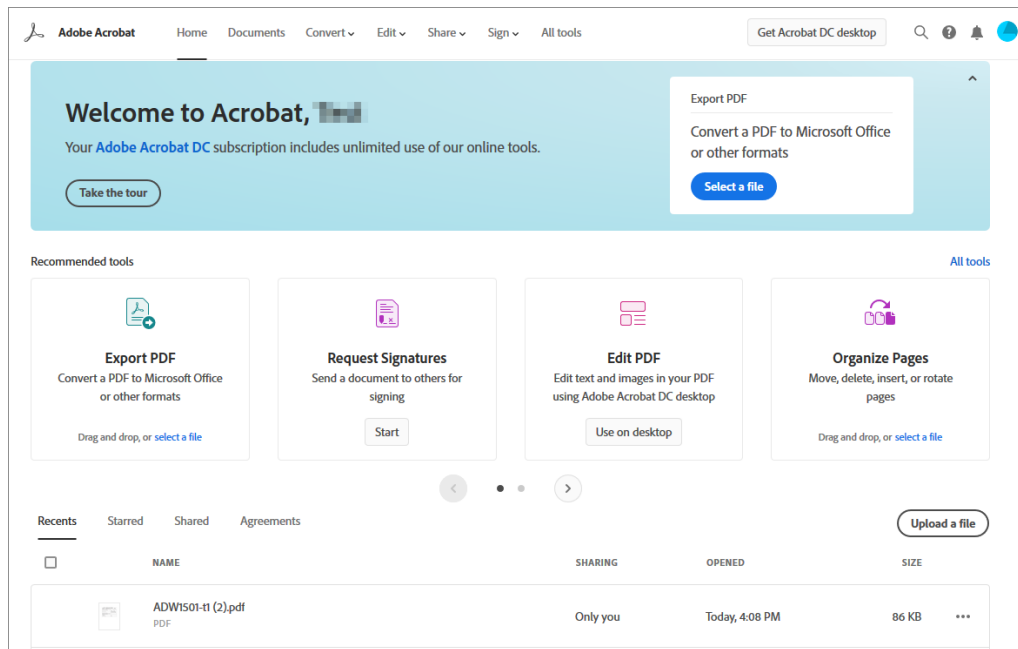 Adobe Acrobat Home Documents Convert Edit Share Sign All tools Get Acrobat DC desktop
Welcome to Acrobat,
Your Adobe Acrobat DC subscription includes unlimited use of our online tools.
Take the tour
Export PDF
Convert a PDF to Microsoft Office
or other formats
Select a file
Recommended tools All tools
Export PDF
Convert a PDF to Microsoft Office
or other formats
Drag and drop, or select a file
Request Signatures
Send a document to others for
signing
Start
Edit PDF
Edit text and images in your PDF
using Adobe Acrobat DC desktop
Use on desktop
Organize Pages
Move, delete, insert, or rotate
pages
Drag and drop, or select a file
Recents Starred Shared Agreements Upload a file
NAME SHARING OPENED SIZE
ADW1501-t1 (2).pdf Only you Today, 4:08 PM 86 KB
PDF